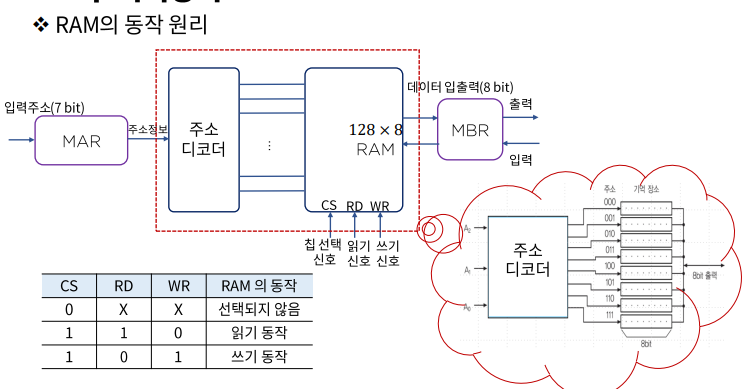 ❖ RAM의 동작 원리
입력주소(7 bit)
MAR
주소정보
주소
디코더
⋮
128 × 8
RAM
CS RD WR
칩 선택
신호
읽기
신호
쓰기
신호
데이터 입출력(8 bit)
출력
MBR
입력
CS RD WR RAM 의 동작
0 X X 선택되지 않음
1 1 0 읽기 동작
1 0 1 쓰기 동작
주소 기억 장소
000
001
010
011
100
101
110
111
A₂
A₁
A₀
주소
디코더
8bit 출력
8bit